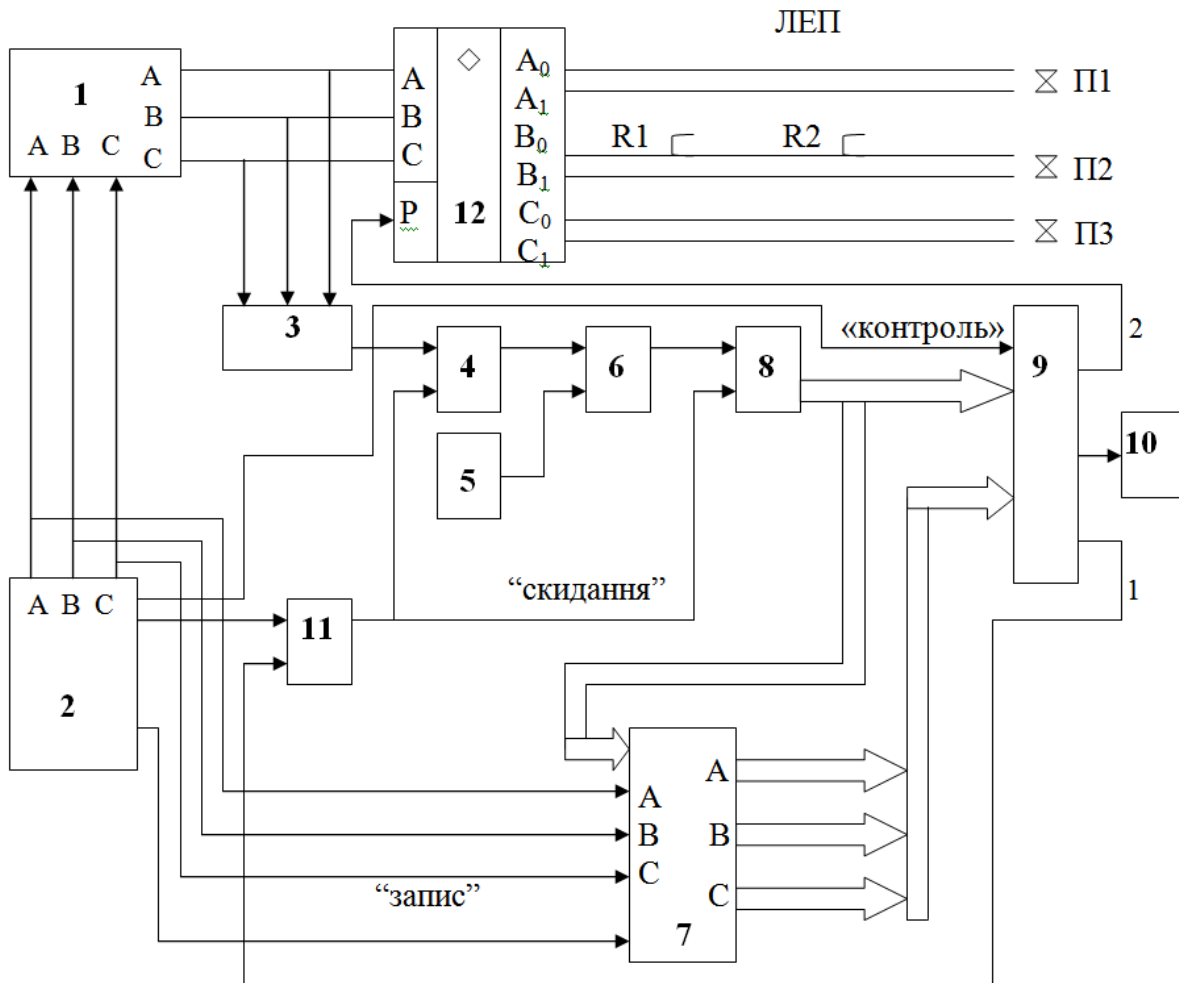 ЛЕП
1
A
B
C
A B C
A
B
C
P
12
A0
A1
B0
B1
C0
C1
R1
R2
П1
П2
П3
3
4
5
6
8
«контроль»
9
2
10
1
A B C
2
11
“скидання”
“запис”
A
B
C
7
A
B
C